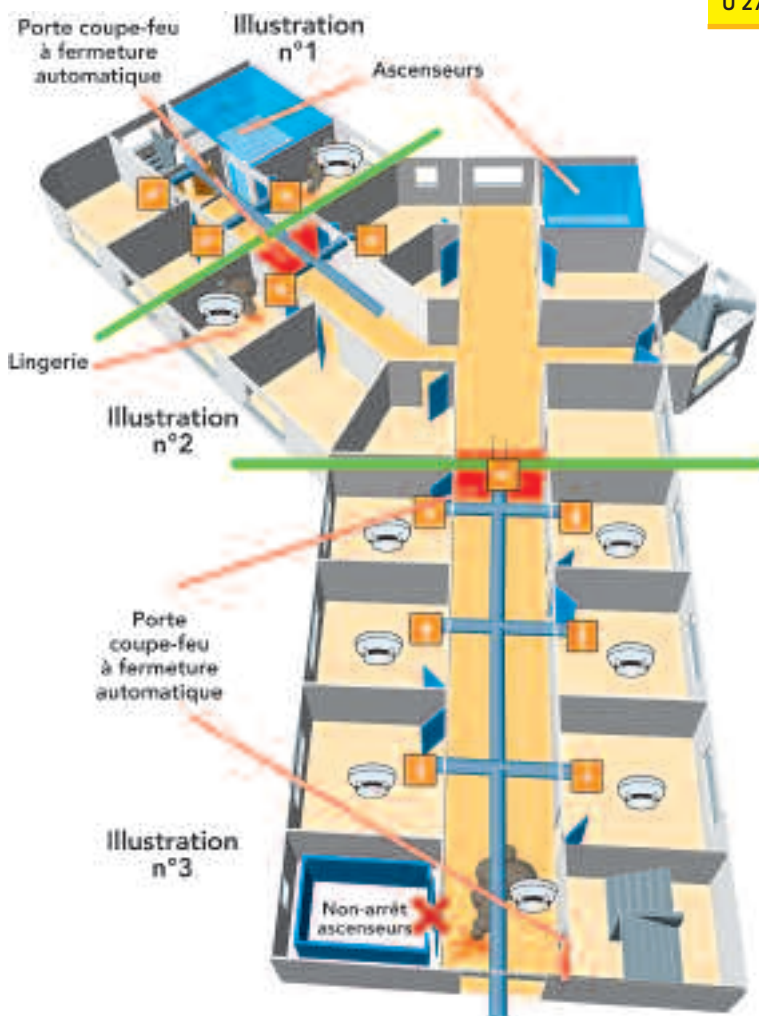 U 27
Porte coupe-feu
à fermeture
automatique
Illustration
n°1
Ascenseurs
Lingerie
Illustration
n°2
Porte
coupe-feu
à fermeture
automatique
Illustration
n°3
Non-arrêt
ascenseurs